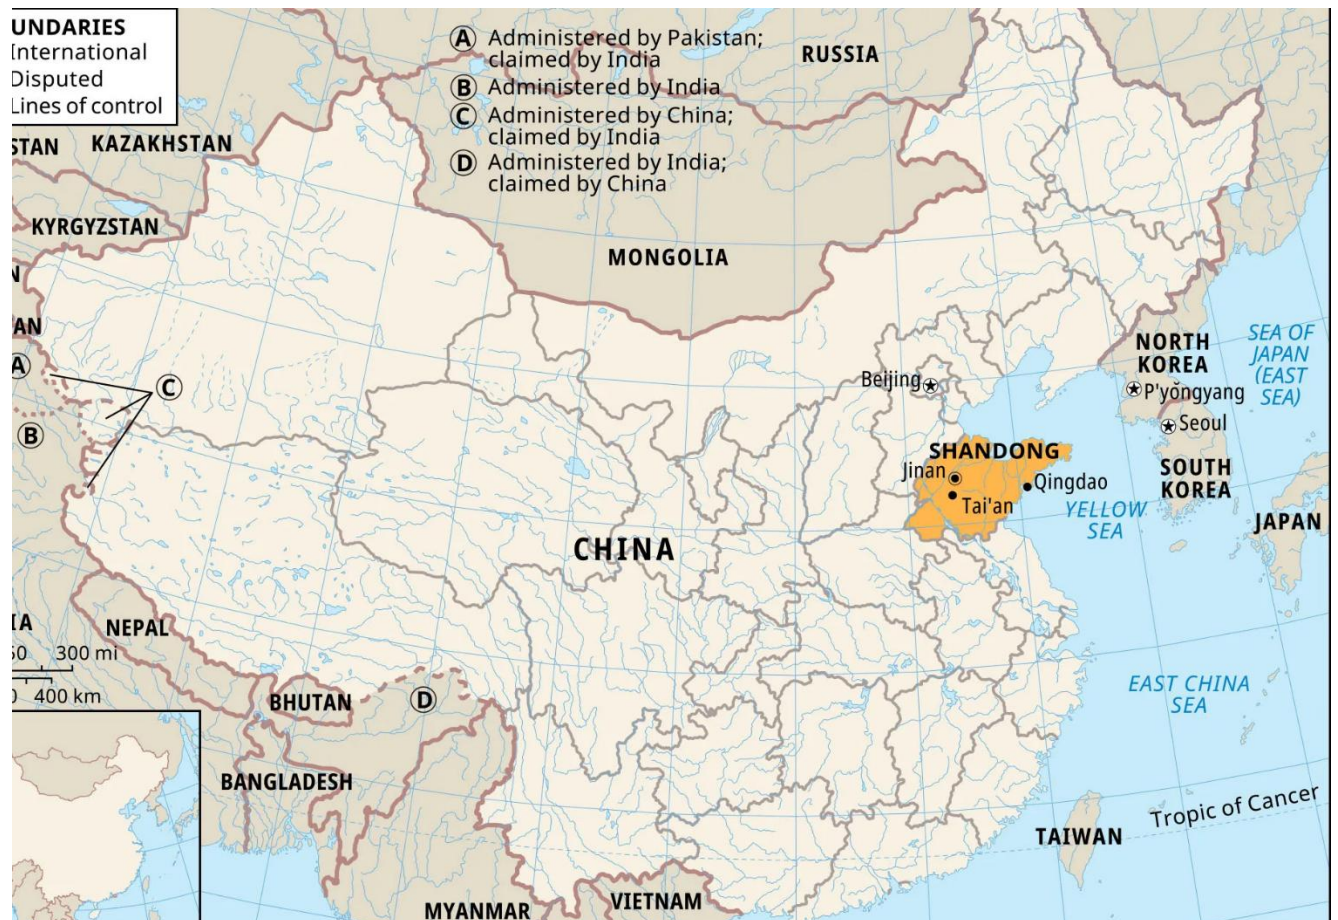 UNDARIES
International
Disputed
Lines of control
A Administered by Pakistan;
claimed by India
B Administered by India
C Administered by China;
claimed by India
D Administered by India;
claimed by China
RUSSIA
STAN
KAZAKHSTAN
KYRGYZSTAN
MONGOLIA
N
AN
A
C
B
NORTH
KOREA
SEA OF
JAPAN
(EAST
SEA)
Beijing
P'yŏngyang
Seoul
SHANDONG
Jinan
Qingdao
Tai'an
SOUTH
KOREA
YELLOW
SEA
JAPAN
CHINA
IA
NEPAL
50 300 mi
0 400 km
BHUTAN
D
EAST CHINA
SEA
BANGLADESH
Tropic of Cancer
TAIWAN
MYANMAR
VIETNAM